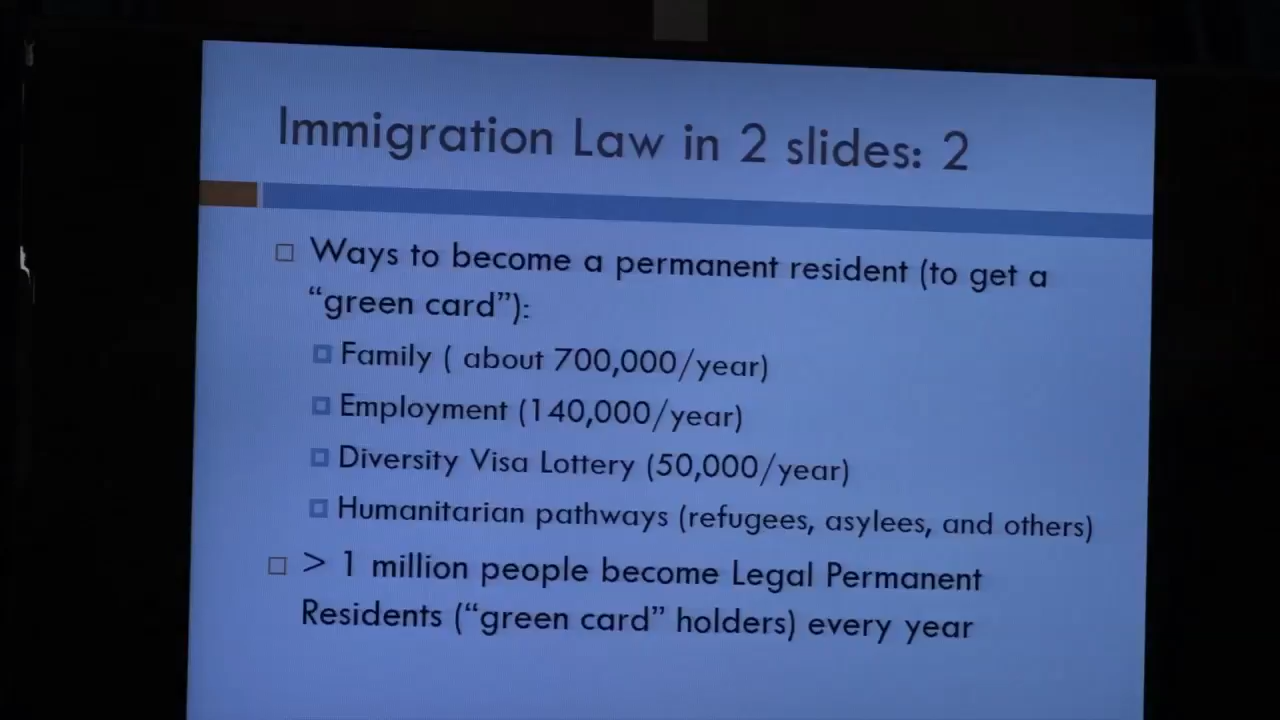 Immigration Law in 2 slides: 2
Ways to become a permanent resident (to get a
“green card”):
Family ( about 700,000/year)
Employment (140,000/year)
Diversity Visa Lottery (50,000/year)
Humanitarian pathways (refugees, asylees, and others)
> 1 million people become Legal Permanent
Residents (“green card” holders) every year